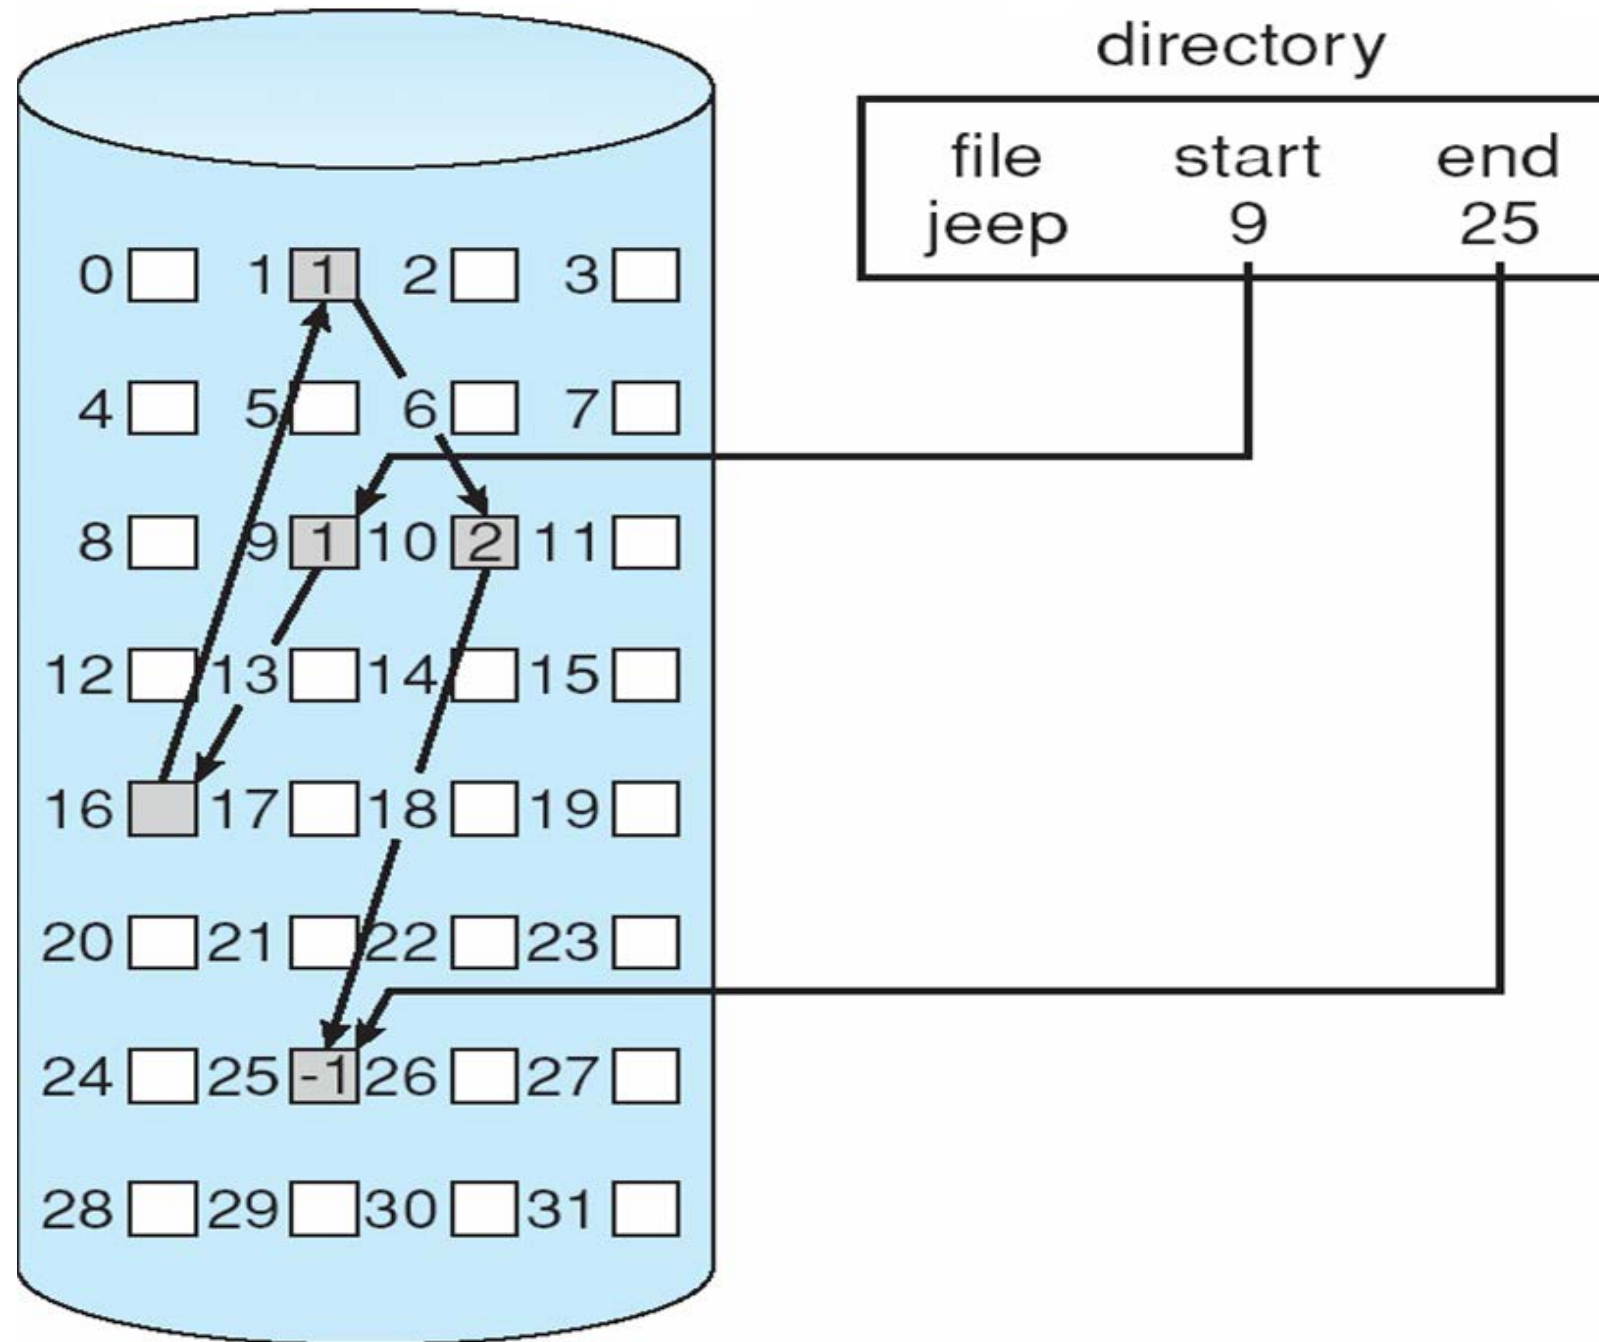 directory
file start end
jeep 9 25
0 1 1 2 3
4 5 6 7
8 9 1 10 2 11
12 13 14 15
16 17 18 19
20 21 22 23
24 25 -1 26 27
28 29 30 31